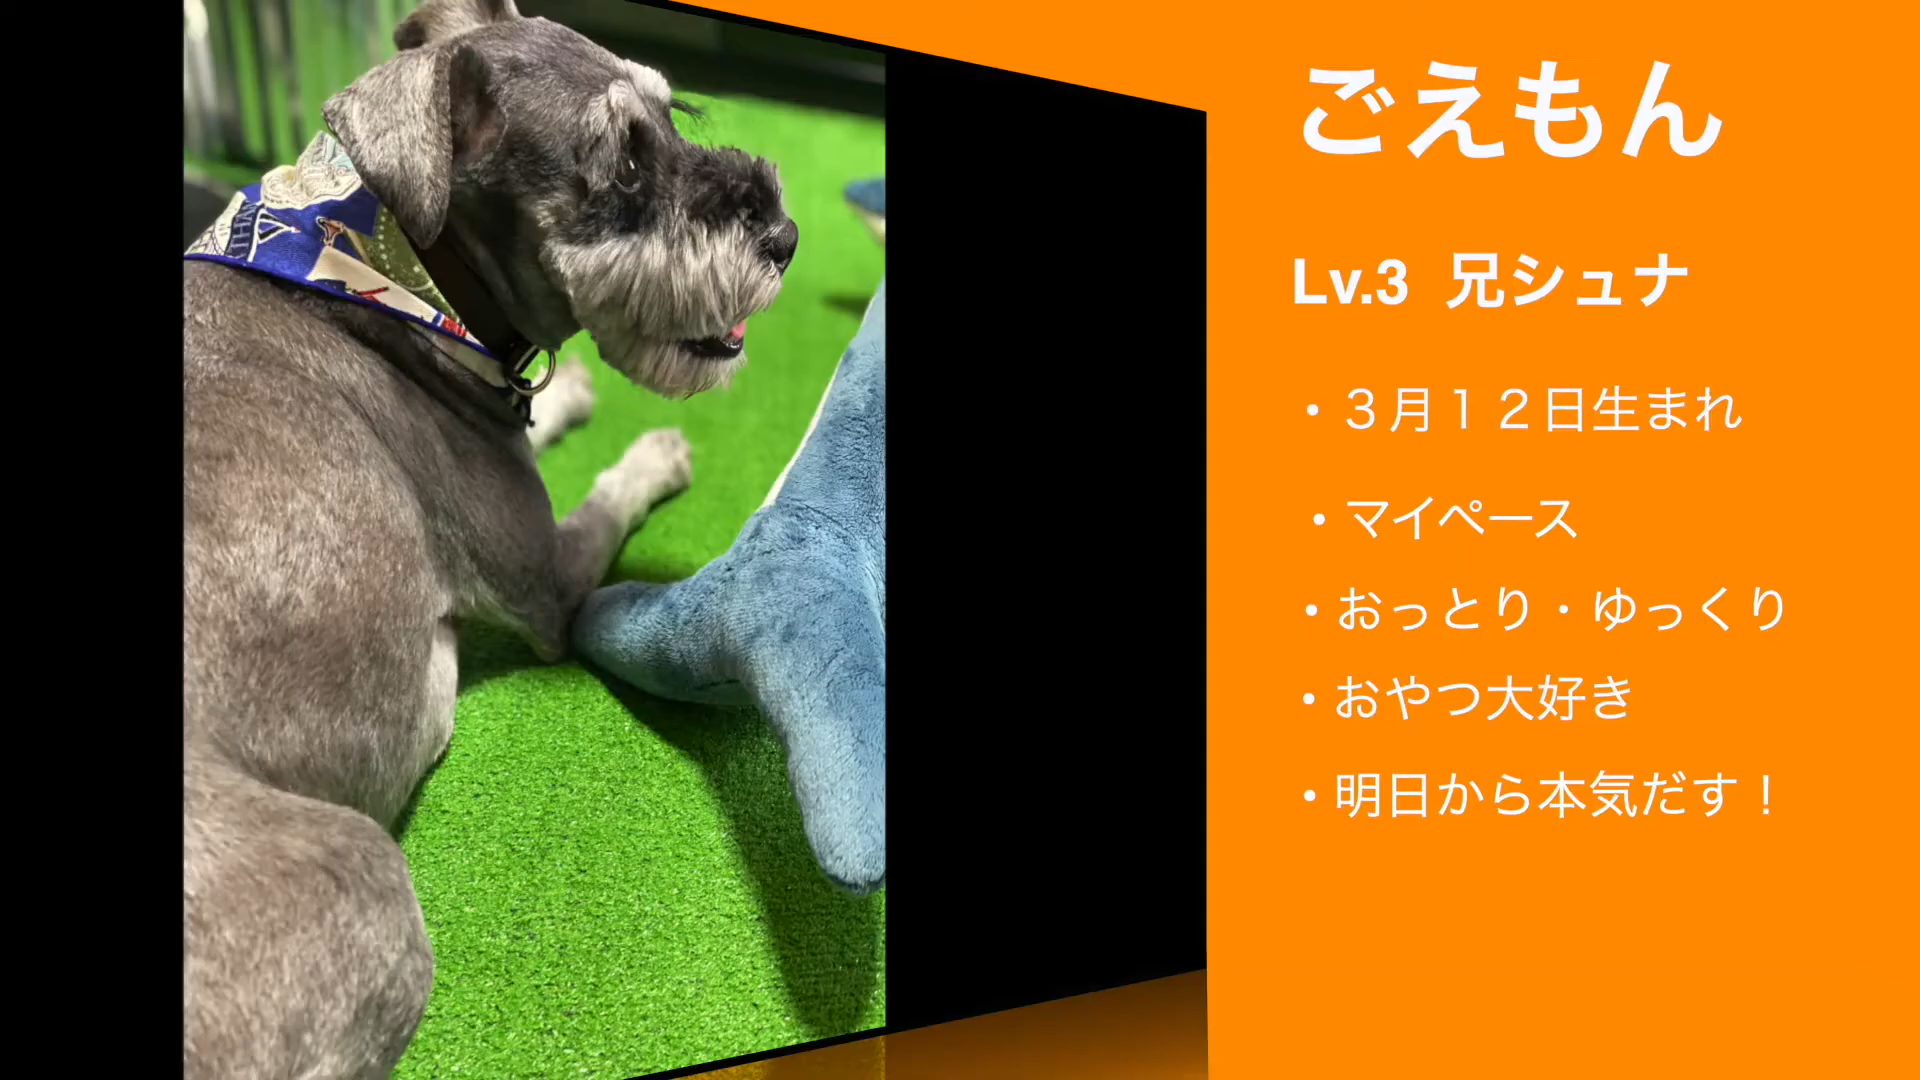 ごえもん
Lv.3 兄シュナ
・３月１２日生まれ
・マイペース
・おっとり・ゆっくり
・おやつ大好き
・明日から本気だす！